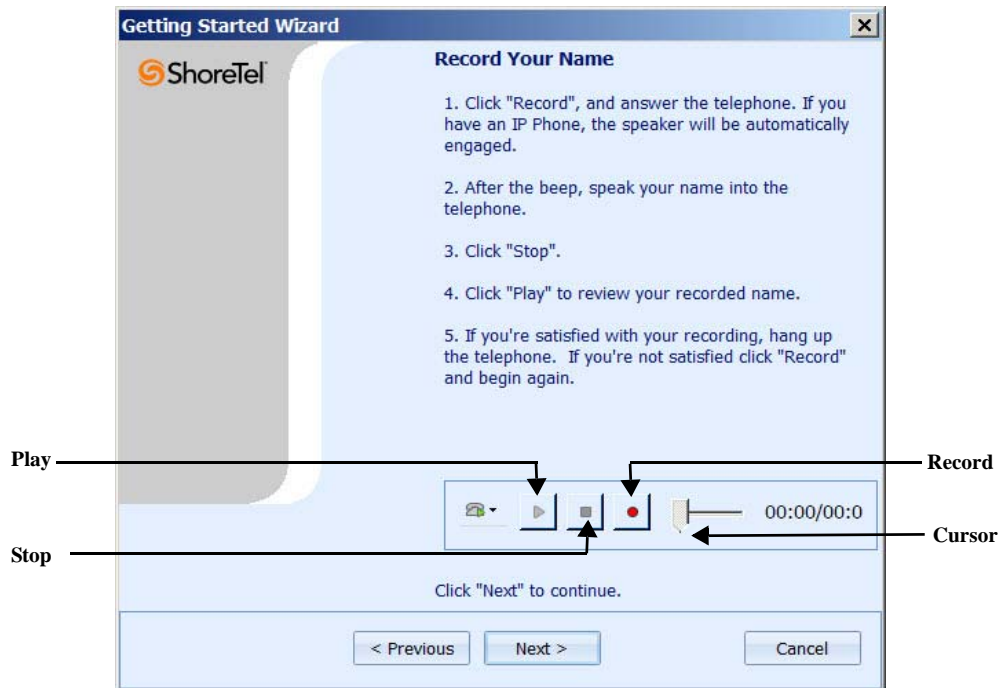 Getting Started Wizard
ShoreTel
Record Your Name
1. Click "Record", and answer the telephone. If you
have an IP Phone, the speaker will be automatically
engaged.
2. After the beep, speak your name into the
telephone.
3. Click "Stop".
4. Click "Play" to review your recorded name.
5. If you're satisfied with your recording, hang up
the telephone.  If you're not satisfied click "Record"
and begin again.
Play
Record
00:00/00:0
Cursor
Stop
Click "Next" to continue.
< Previous
Next >
Cancel